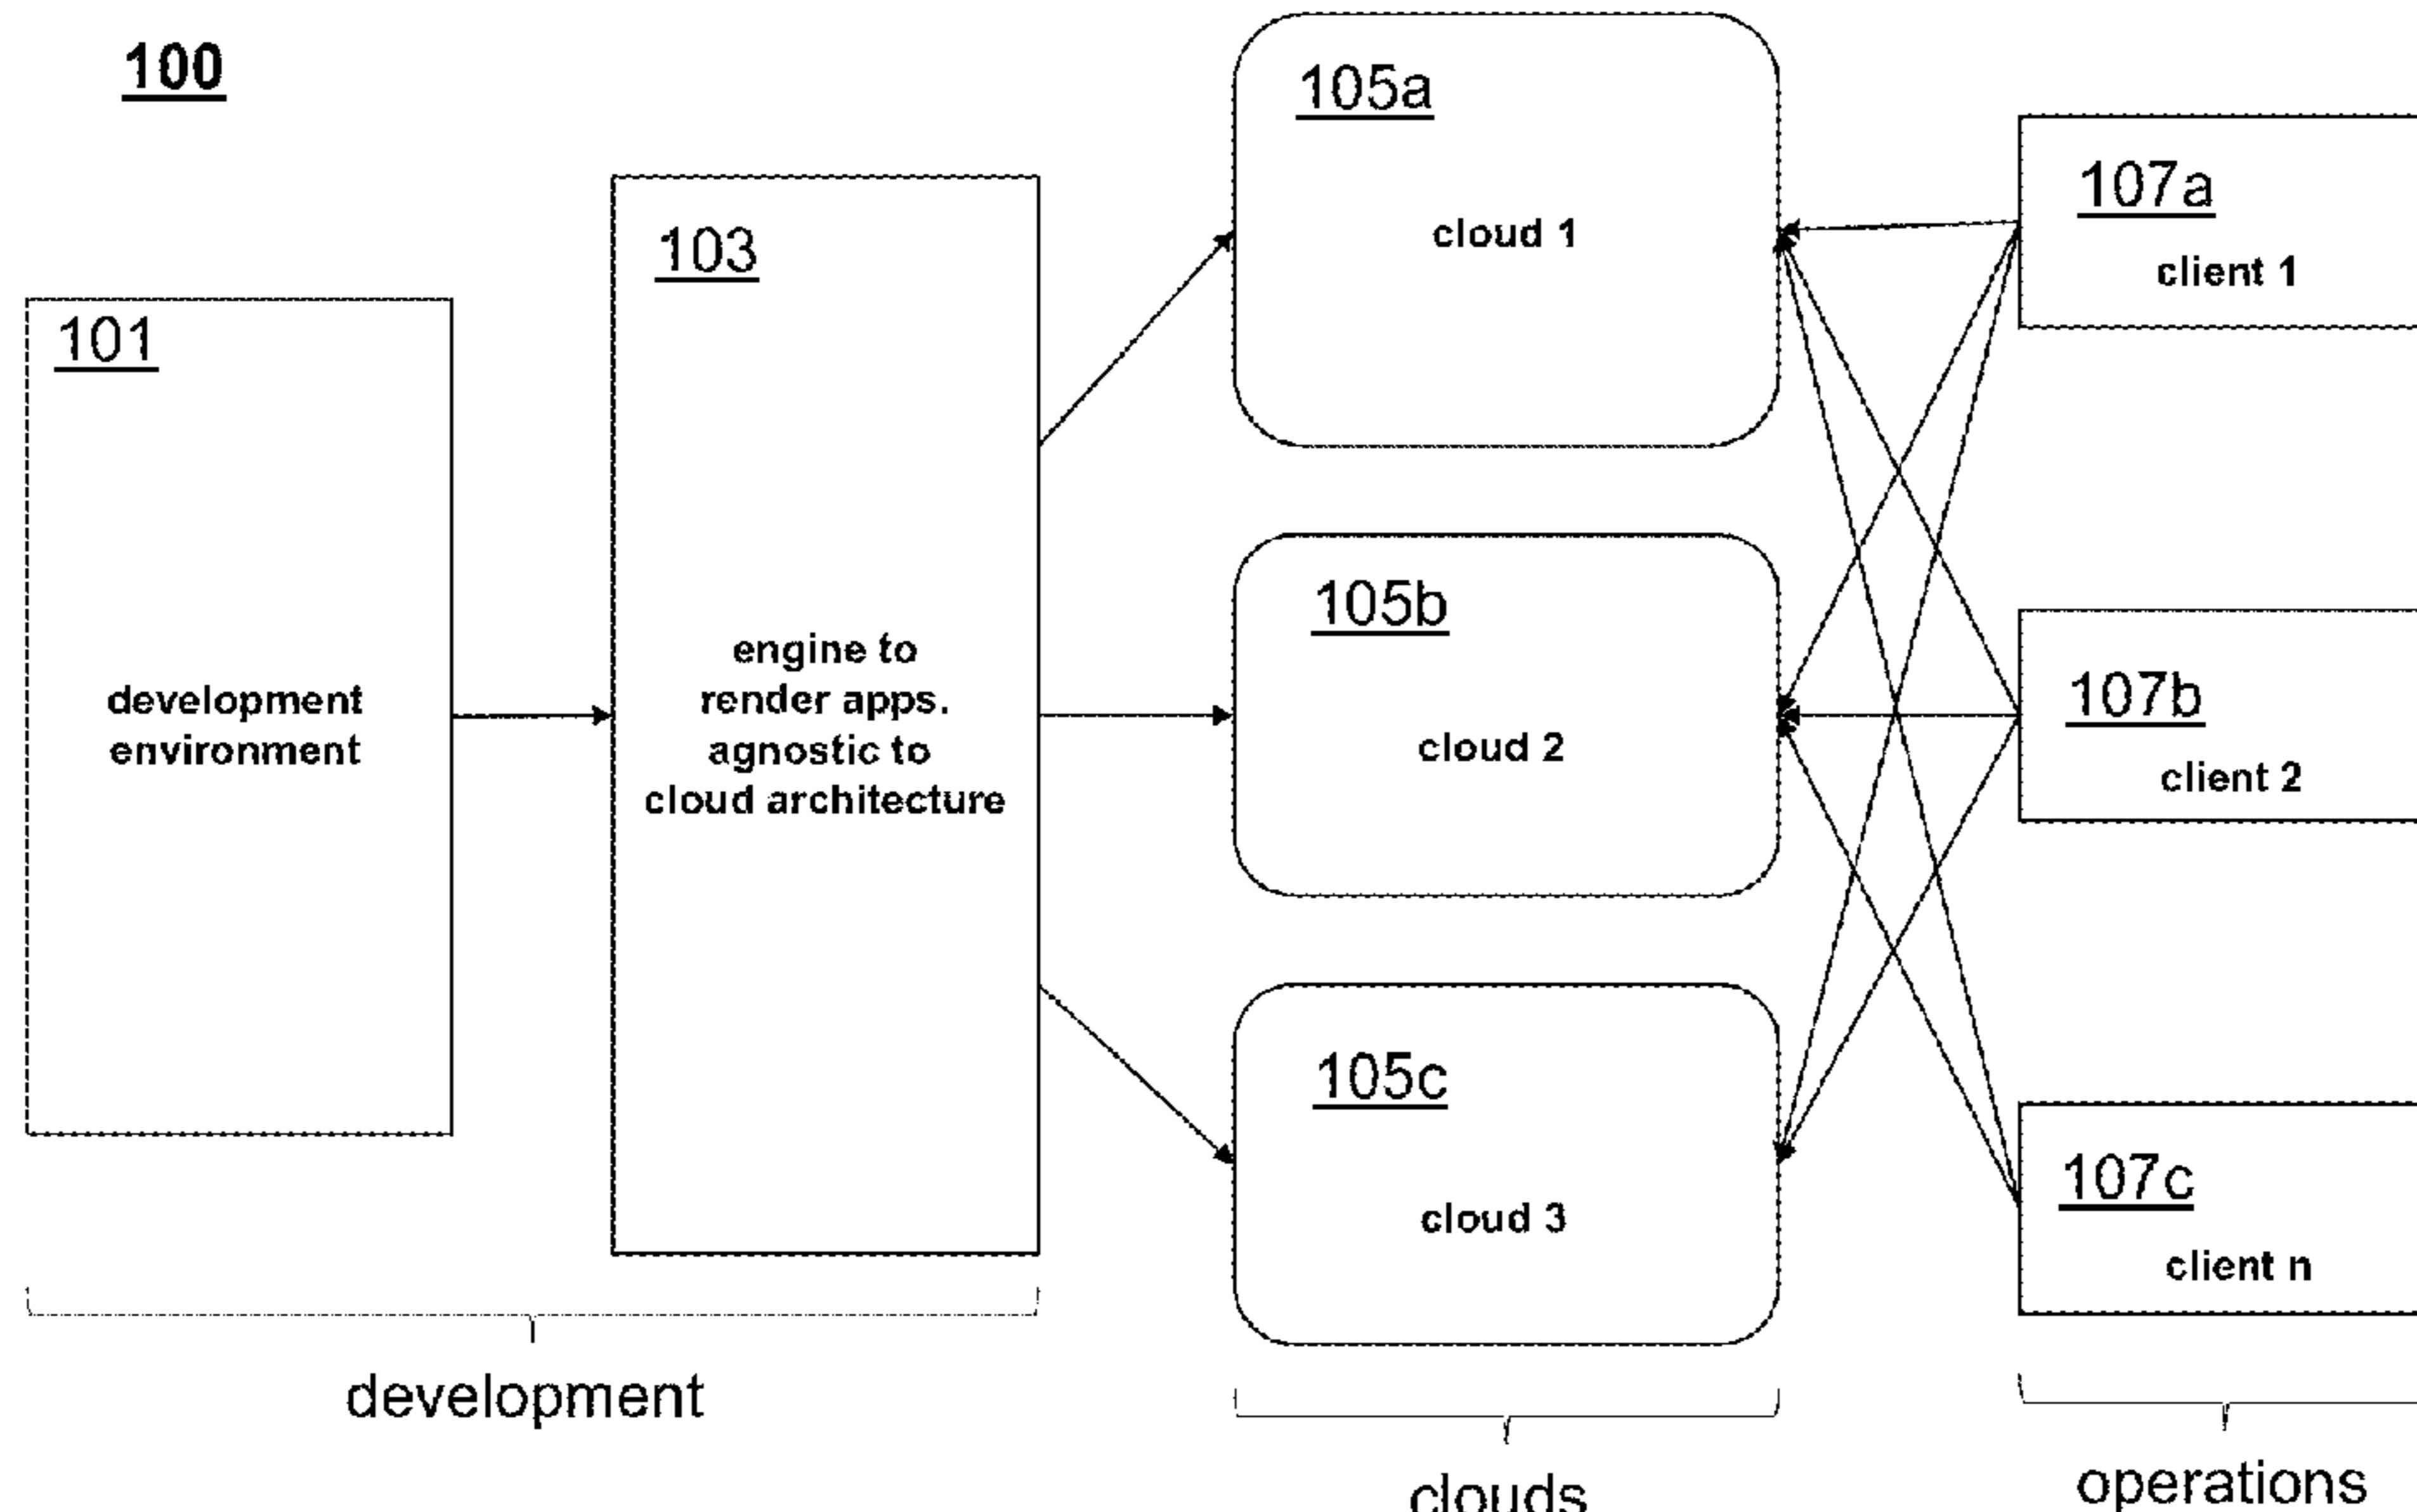 100
101
development
environment
103
engine to
render apps.
agnostic to
cloud architecture
105a
cloud 1
105b
cloud 2
105c
cloud 3
107a
client 1
107b
client 2
107c
client n
development
clouds
operations